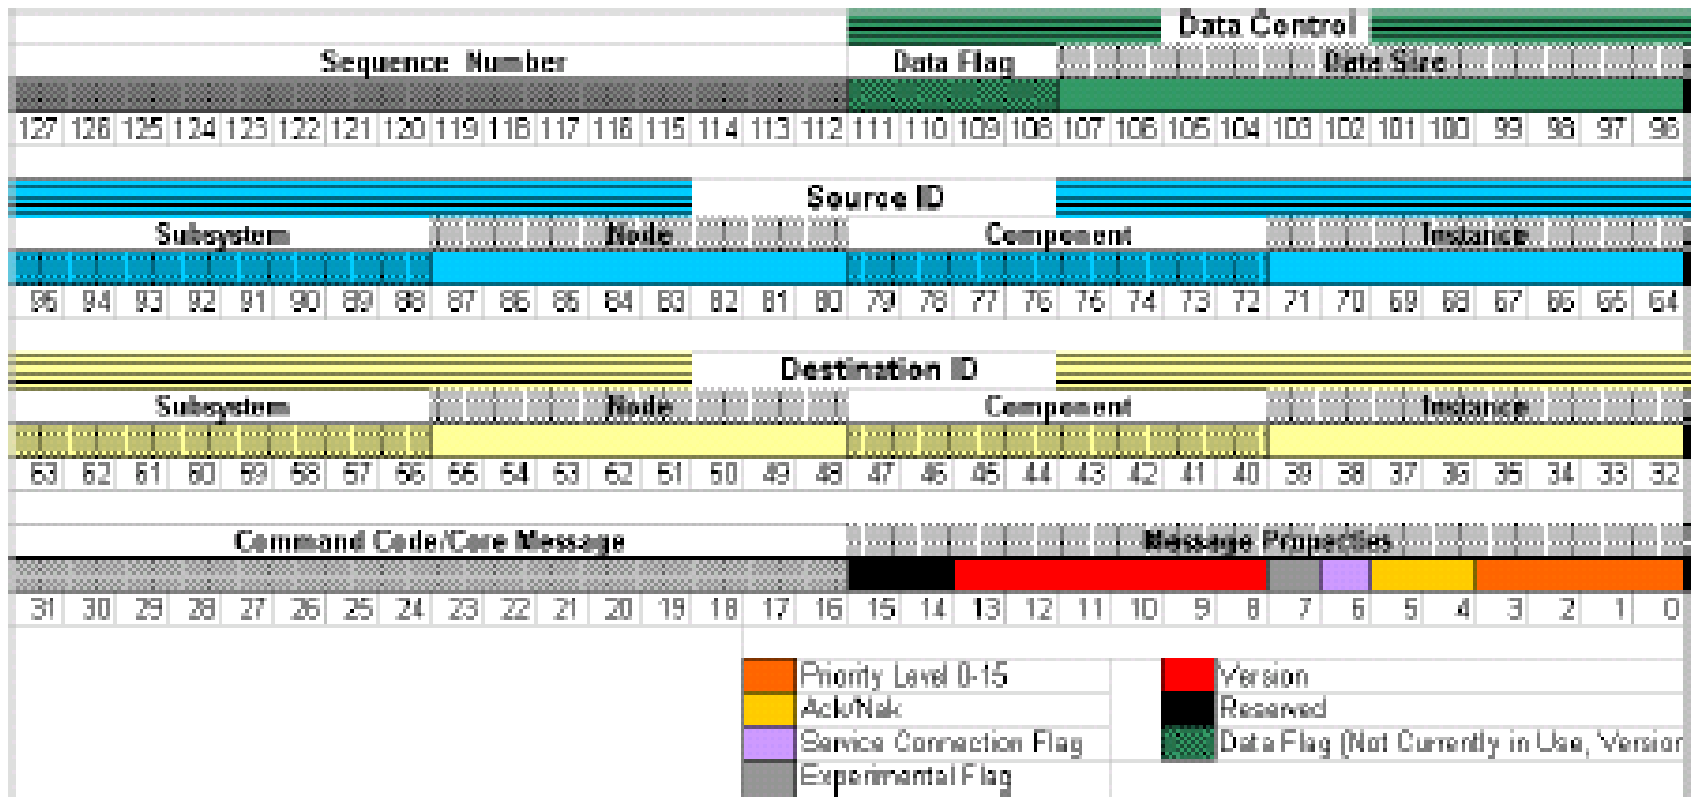 Data Control
Sequence Number Data Flag Data Size
127 126 125 124 123 122 121 120 119 118 117 116 115 114 113 112 111 110 109 108 107 106 105 104 103 102 101 100 99 98 97 96
Source ID
Subsystem Node Component Instance
95 94 93 92 91 90 89 88 87 86 85 84 83 82 81 80 79 78 77 76 75 74 73 72 71 70 69 68 67 66 65 64
Destination ID
Subsystem Node Component Instance
63 62 61 60 59 58 57 56 55 54 53 52 51 50 49 48 47 46 45 44 43 42 41 40 39 38 37 36 35 34 33 32
Command Code/Core Message Message Properties
31 30 29 28 27 26 25 24 23 22 21 20 19 18 17 16 15 14 13 12 11 10 9 8 7 6 5 4 3 2 1 0
Priority Level 0-15 Version
Ack/Nak Reserved
Service Connection Flag Data Flag (Not Currently in Use, Version
Experimental Flag